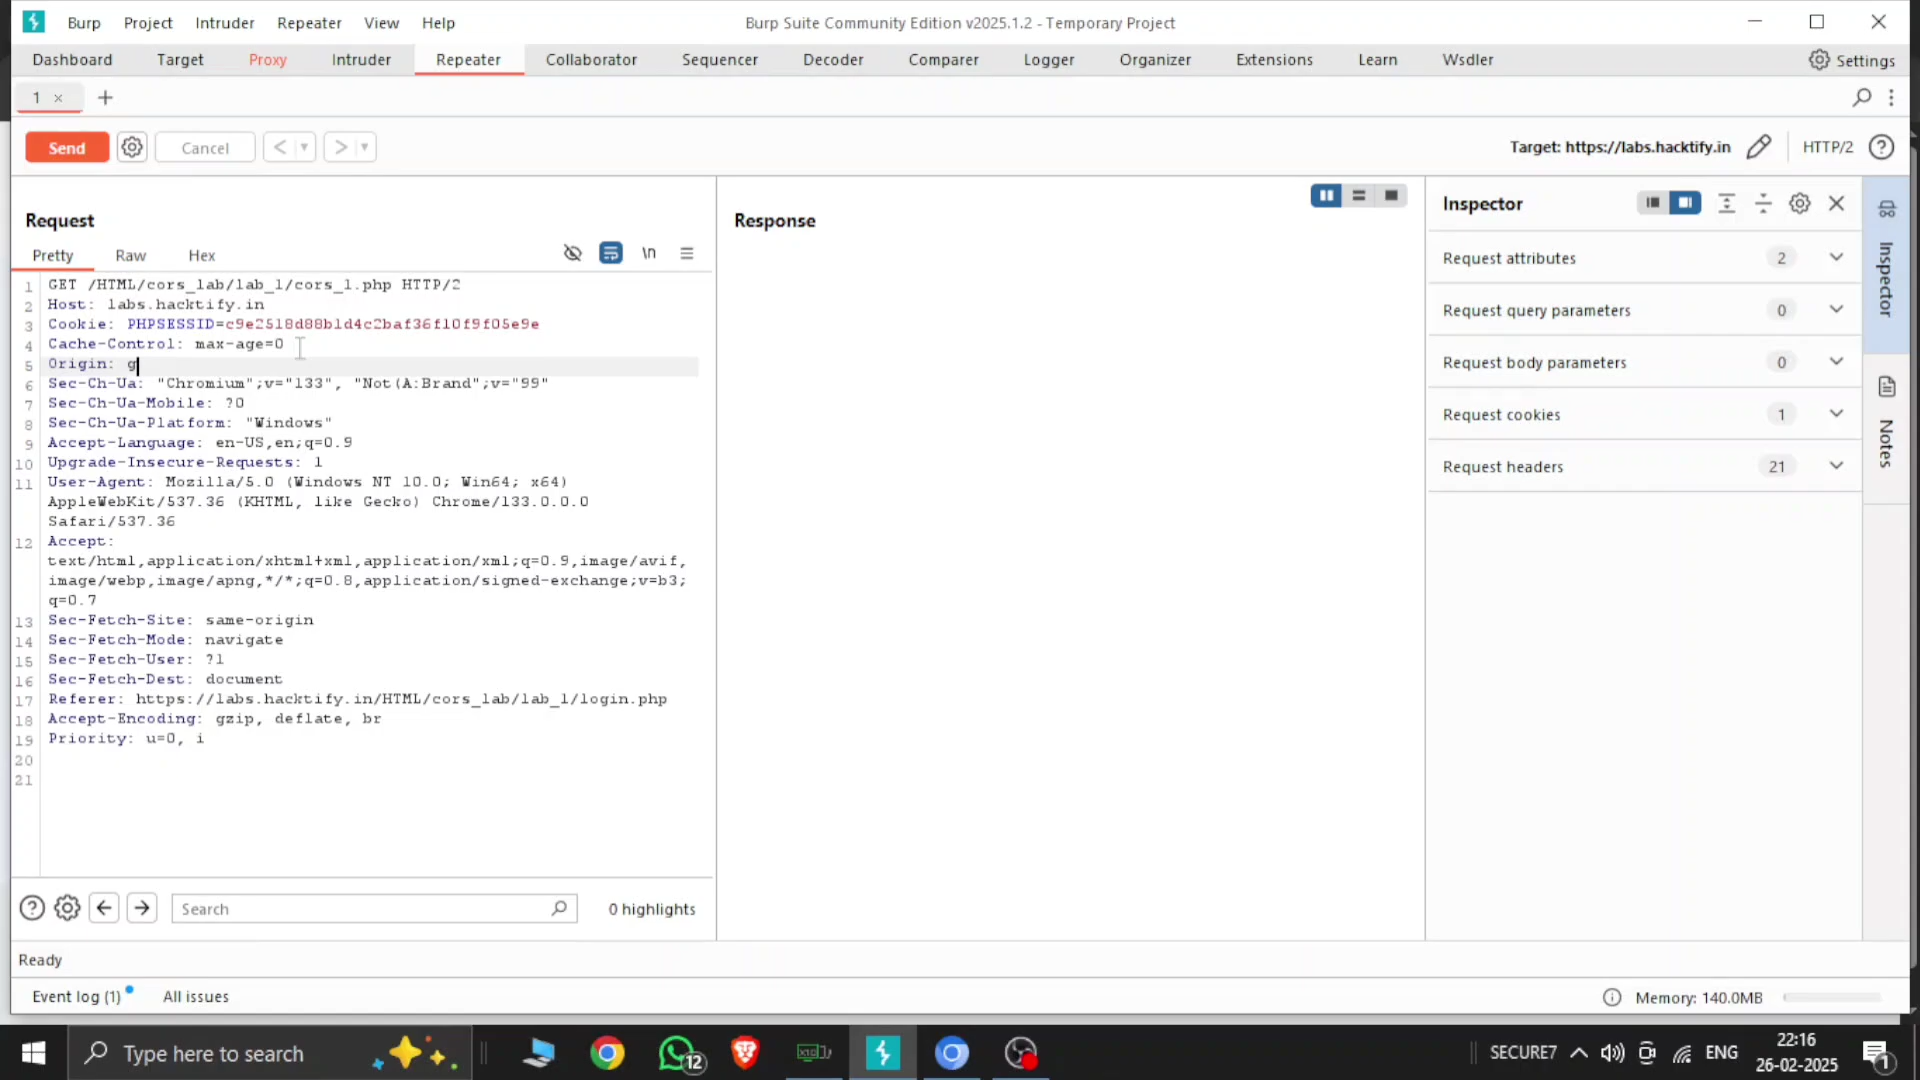 Burp Project Intruder Repeater View Help Burp Suite Community Edition v2025.1.2 - Temporary Project
Dashboard Target Proxy Intruder Repeater Collaborator Sequencer Decoder Comparer Logger Organizer Extensions Learn Wsdler Settings
1 × +
Send Cancel < > Target: https://labs.hacktify.in HTTP/2 ?
Request
Pretty Raw Hex \n
1 GET /HTML/cors_lab/lab_1/cors_1.php HTTP/2
2 Host: labs.hacktify.in
3 Cookie: PHPSESSID=c9e2518d88b1d4c2baf36f10f9f05e9e
4 Cache-Control: max-age=0
5 Origin: g
6 Sec-Ch-Ua: "Chromium";v="133", "Not(A:Brand";v="99"
7 Sec-Ch-Ua-Mobile: ?0
8 Sec-Ch-Ua-Platform: "Windows"
9 Accept-Language: en-US,en;q=0.9
10 Upgrade-Insecure-Requests: 1
11 User-Agent: Mozilla/5.0 (Windows NT 10.0; Win64; x64)
AppleWebKit/537.36 (KHTML, like Gecko) Chrome/133.0.0.0
Safari/537.36
12 Accept:
text/html,application/xhtml+xml,application/xml;q=0.9,image/avif,
image/webp,image/apng,*/*;q=0.8,application/signed-exchange;v=b3;
q=0.7
13 Sec-Fetch-Site: same-origin
14 Sec-Fetch-Mode: navigate
15 Sec-Fetch-User: ?1
16 Sec-Fetch-Dest: document
17 Referer: https://labs.hacktify.in/HTML/cors_lab/lab_1/login.php
18 Accept-Encoding: gzip, deflate, br
19 Priority: u=0, i
20
21
Search 0 highlights
Response
Inspector
Request attributes 2
Request query parameters 0
Request body parameters 0
Request cookies 1
Request headers 21
Inspector
Notes
Ready
Event log (1) All issues Memory: 140.0MB
Type here to search 12 SECURE7 ENG 22:16
26-02-2025 1